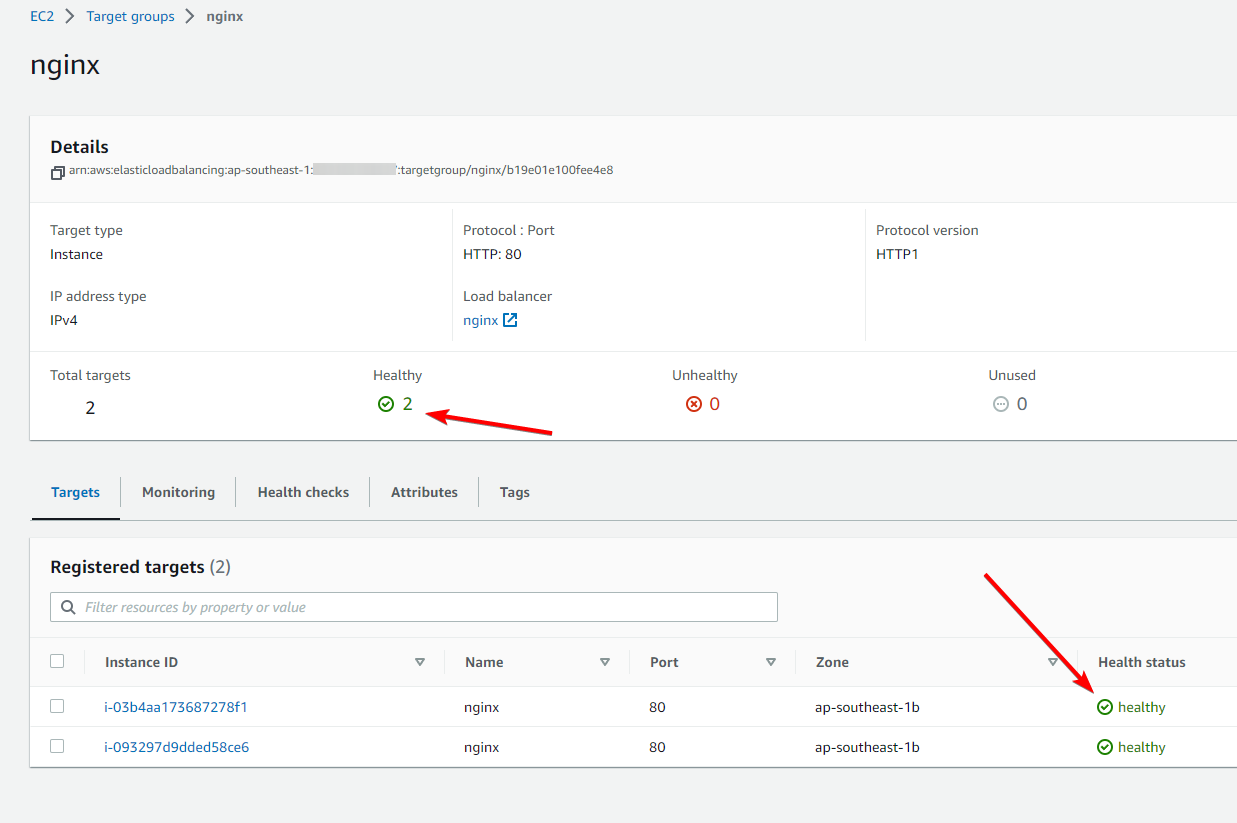 EC2 > Target groups > nginx
nginx
Details
arn:aws:elasticloadbalancing:ap-southeast-1: :targetgroup/nginx/b19e01e100fee4e8
Target type
Instance
Protocol : Port
HTTP: 80
Protocol version
HTTP1
IP address type
IPv4
Load balancer
nginx
Total targets
2
Healthy
2
Unhealthy
0
Unused
0
Targets Monitoring Health checks Attributes Tags
Registered targets (2)
Filter resources by property or value
Instance ID Name Port Zone Health status
i-03b4aa173687278f1 nginx 80 ap-southeast-1b healthy
i-093297d9dded58ce6 nginx 80 ap-southeast-1b healthy